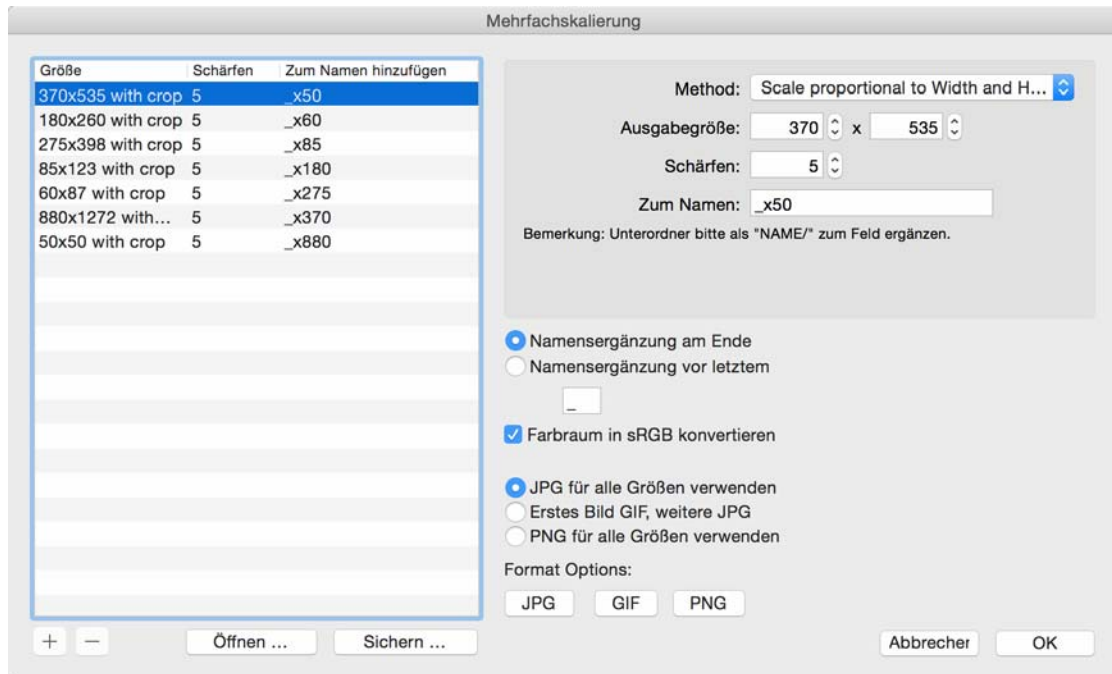 Mehrfachskalierung
Größe Schärfen Zum Namen hinzufügen
370x535 with crop 5 _x50
180x260 with crop 5 _x60
275x398 with crop 5 _x85
85x123 with crop 5 _x180
60x87 with crop 5 _x275
880x1272 with... 5 _x370
50x50 with crop 5 _x880
+ − Öffnen ... Sichern ...
Method: Scale proportional to Width and H...
Ausgabegröße: 370 x 535
Schärfen: 5
Zum Namen: _x50
Bemerkung: Unterordner bitte als "NAME/" zum Feld ergänzen.
Namensergänzung am Ende
Namensergänzung vor letztem
_
Farbraum in sRGB konvertieren
JPG für alle Größen verwenden
Erstes Bild GIF, weitere JPG
PNG für alle Größen verwenden
Format Options:
JPG GIF PNG
Abbrecher OK